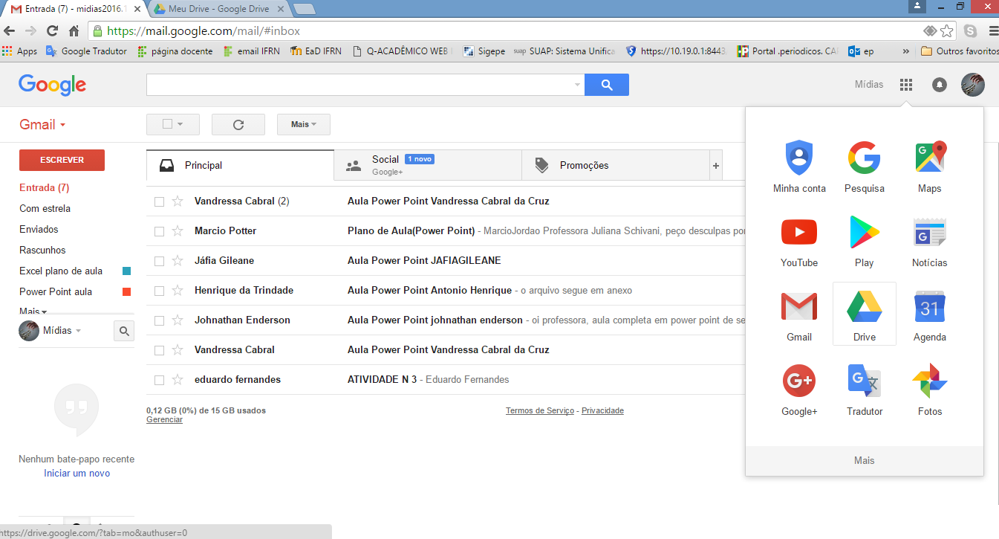 Entrada (7) - midias2016.1
Meu Drive - Google Drive
https://mail.google.com/mail/#inbox
Apps Google Tradutor página docente email IFRN EaD IFRN Q-ACADÊMICO WEB SUAP Sigepe SUAP: Sistema Unifica https://10.19.0.1:8443 Portal .periodicos. CAP ep » Outros favoritos
Google
Mídias
Gmail
Mais
ESCREVER
Principal
Social 1 novo
Google+
Promoções
+
Entrada (7)
Com estrela
Enviados
Rascunhos
Excel plano de aula
Power Point aula
Mais
Mídias
Vandressa Cabral (2) Aula Power Point Vandressa Cabral da Cruz
Marcio Potter Plano de Aula(Power Point) - MarcioJordao Professora Juliana Schivani, peço desculpas por
Jáfia Gileane Aula Power Point JAFIAGILEANE
Henrique da Trindade Aula Power Point Antonio Henrique - o arquivo segue em anexo
Johnathan Enderson Aula Power Point johnathan enderson - oi professora, aula completa em power point de se
Vandressa Cabral Aula Power Point Vandressa Cabral da Cruz
eduardo fernandes ATIVIDADE N 3 - Eduardo Fernandes
0,12 GB (0%) de 15 GB usados
Gerenciar
Termos de Serviço - Privacidade
Nenhum bate-papo recente
Iniciar um novo
Minha conta Pesquisa Maps
YouTube Play Notícias
31
Gmail Drive Agenda
G+
Google+ Tradutor Fotos
Mais
https://drive.google.com/?tab=mo&authuser=0